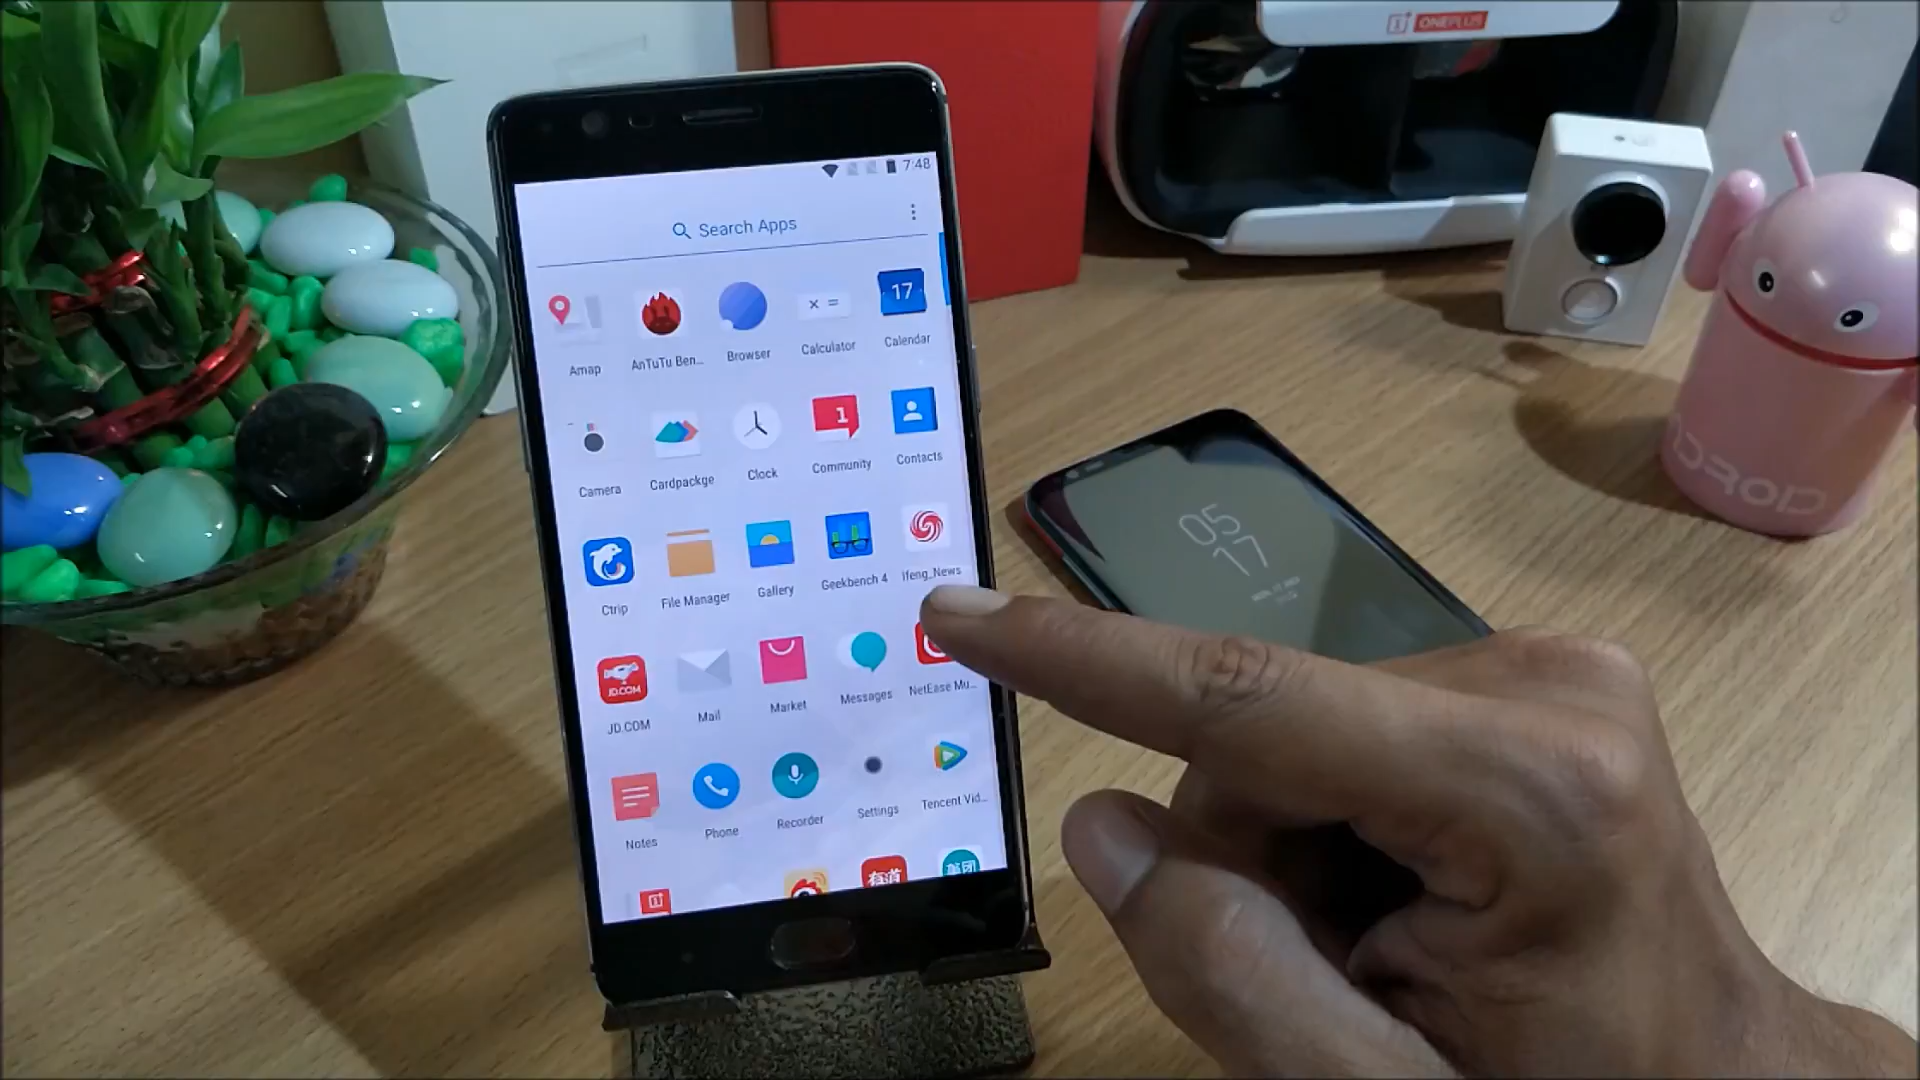 ONEPLUS
7:48
Search Apps
17
Amap
AnTuTu Ben...
Browser
Calculator
Calendar
1
Camera
Cardpackge
Clock
Community
Contacts
Ctrip
File Manager
Gallery
Geekbench 4
ifeng_News
JD.COM
JD.COM
Mail
Market
Messages
NetEase Mu...
Notes
Phone
Recorder
Settings
Tencent Vid...
有道
05
17